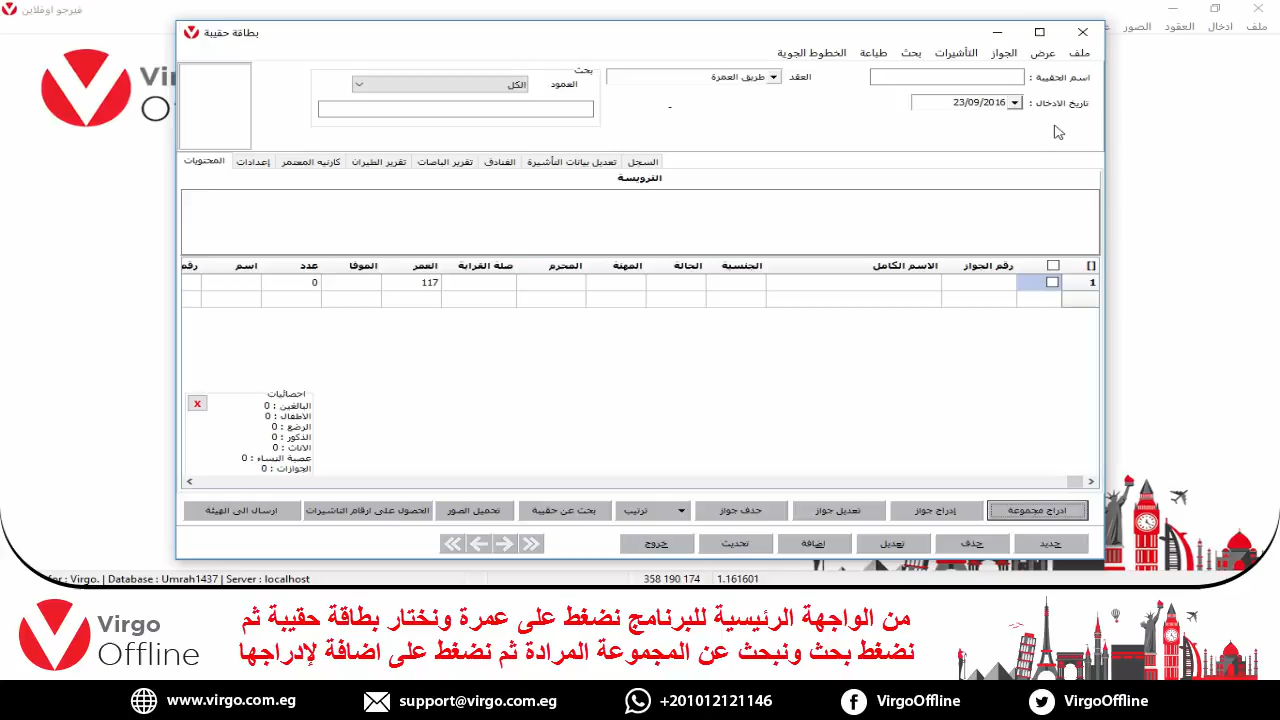 فيرجو اوفلاين
ملف ادخال العقود الصور
Vi
O
بطاقة حقيبة
ملف عرض الجواز التأشيرات بحث طباعة الخطوط الجوية
اسم الحقيبة :
العقد طريق العمرة
بحث
العمود الكل
تاريخ الادخال : 23/09/2016
-
السجل تعديل بيانات التأشيرة الفنادق تقرير الباصات تقرير الطيران كارنيه المعتمر إعدادات المحتويات
الترويسة
[] رقم الجواز الاسم الكامل الجنسية الحالة المهنة المحرم صلة القرابة العمر الموفا عدد اسم رقم
1 117 0
احصائيات
x
البالغين : 0
الاطفال : 0
الرضع : 0
الذكور : 0
الاناث : 0
عصبة النساء : 0
الجوازات : 0
ادراج مجموعة إدراج جواز تعديل جواز حذف جواز ترتيب بحث عن حقيبة تحميل الصور الحصول على ارقام التاشيرات ارسال الى الهيئة
جديد حذف تعديل اضافة تحديث خروج
fer : Virgo. | Database : Umrah1437 | Server : localhost 358 190 174 1.161601
Virgo
Offline
من الواجهة الرئيسية للبرنامج نضغط على عمرة ونختار بطاقة حقيبة ثم
نضغط بحث ونبحث عن المجموعة المرادة ثم نضغط على اضافة لإدراجها
www.virgo.com.eg support@virgo.com.eg +201012121146 VirgoOffline VirgoOffline